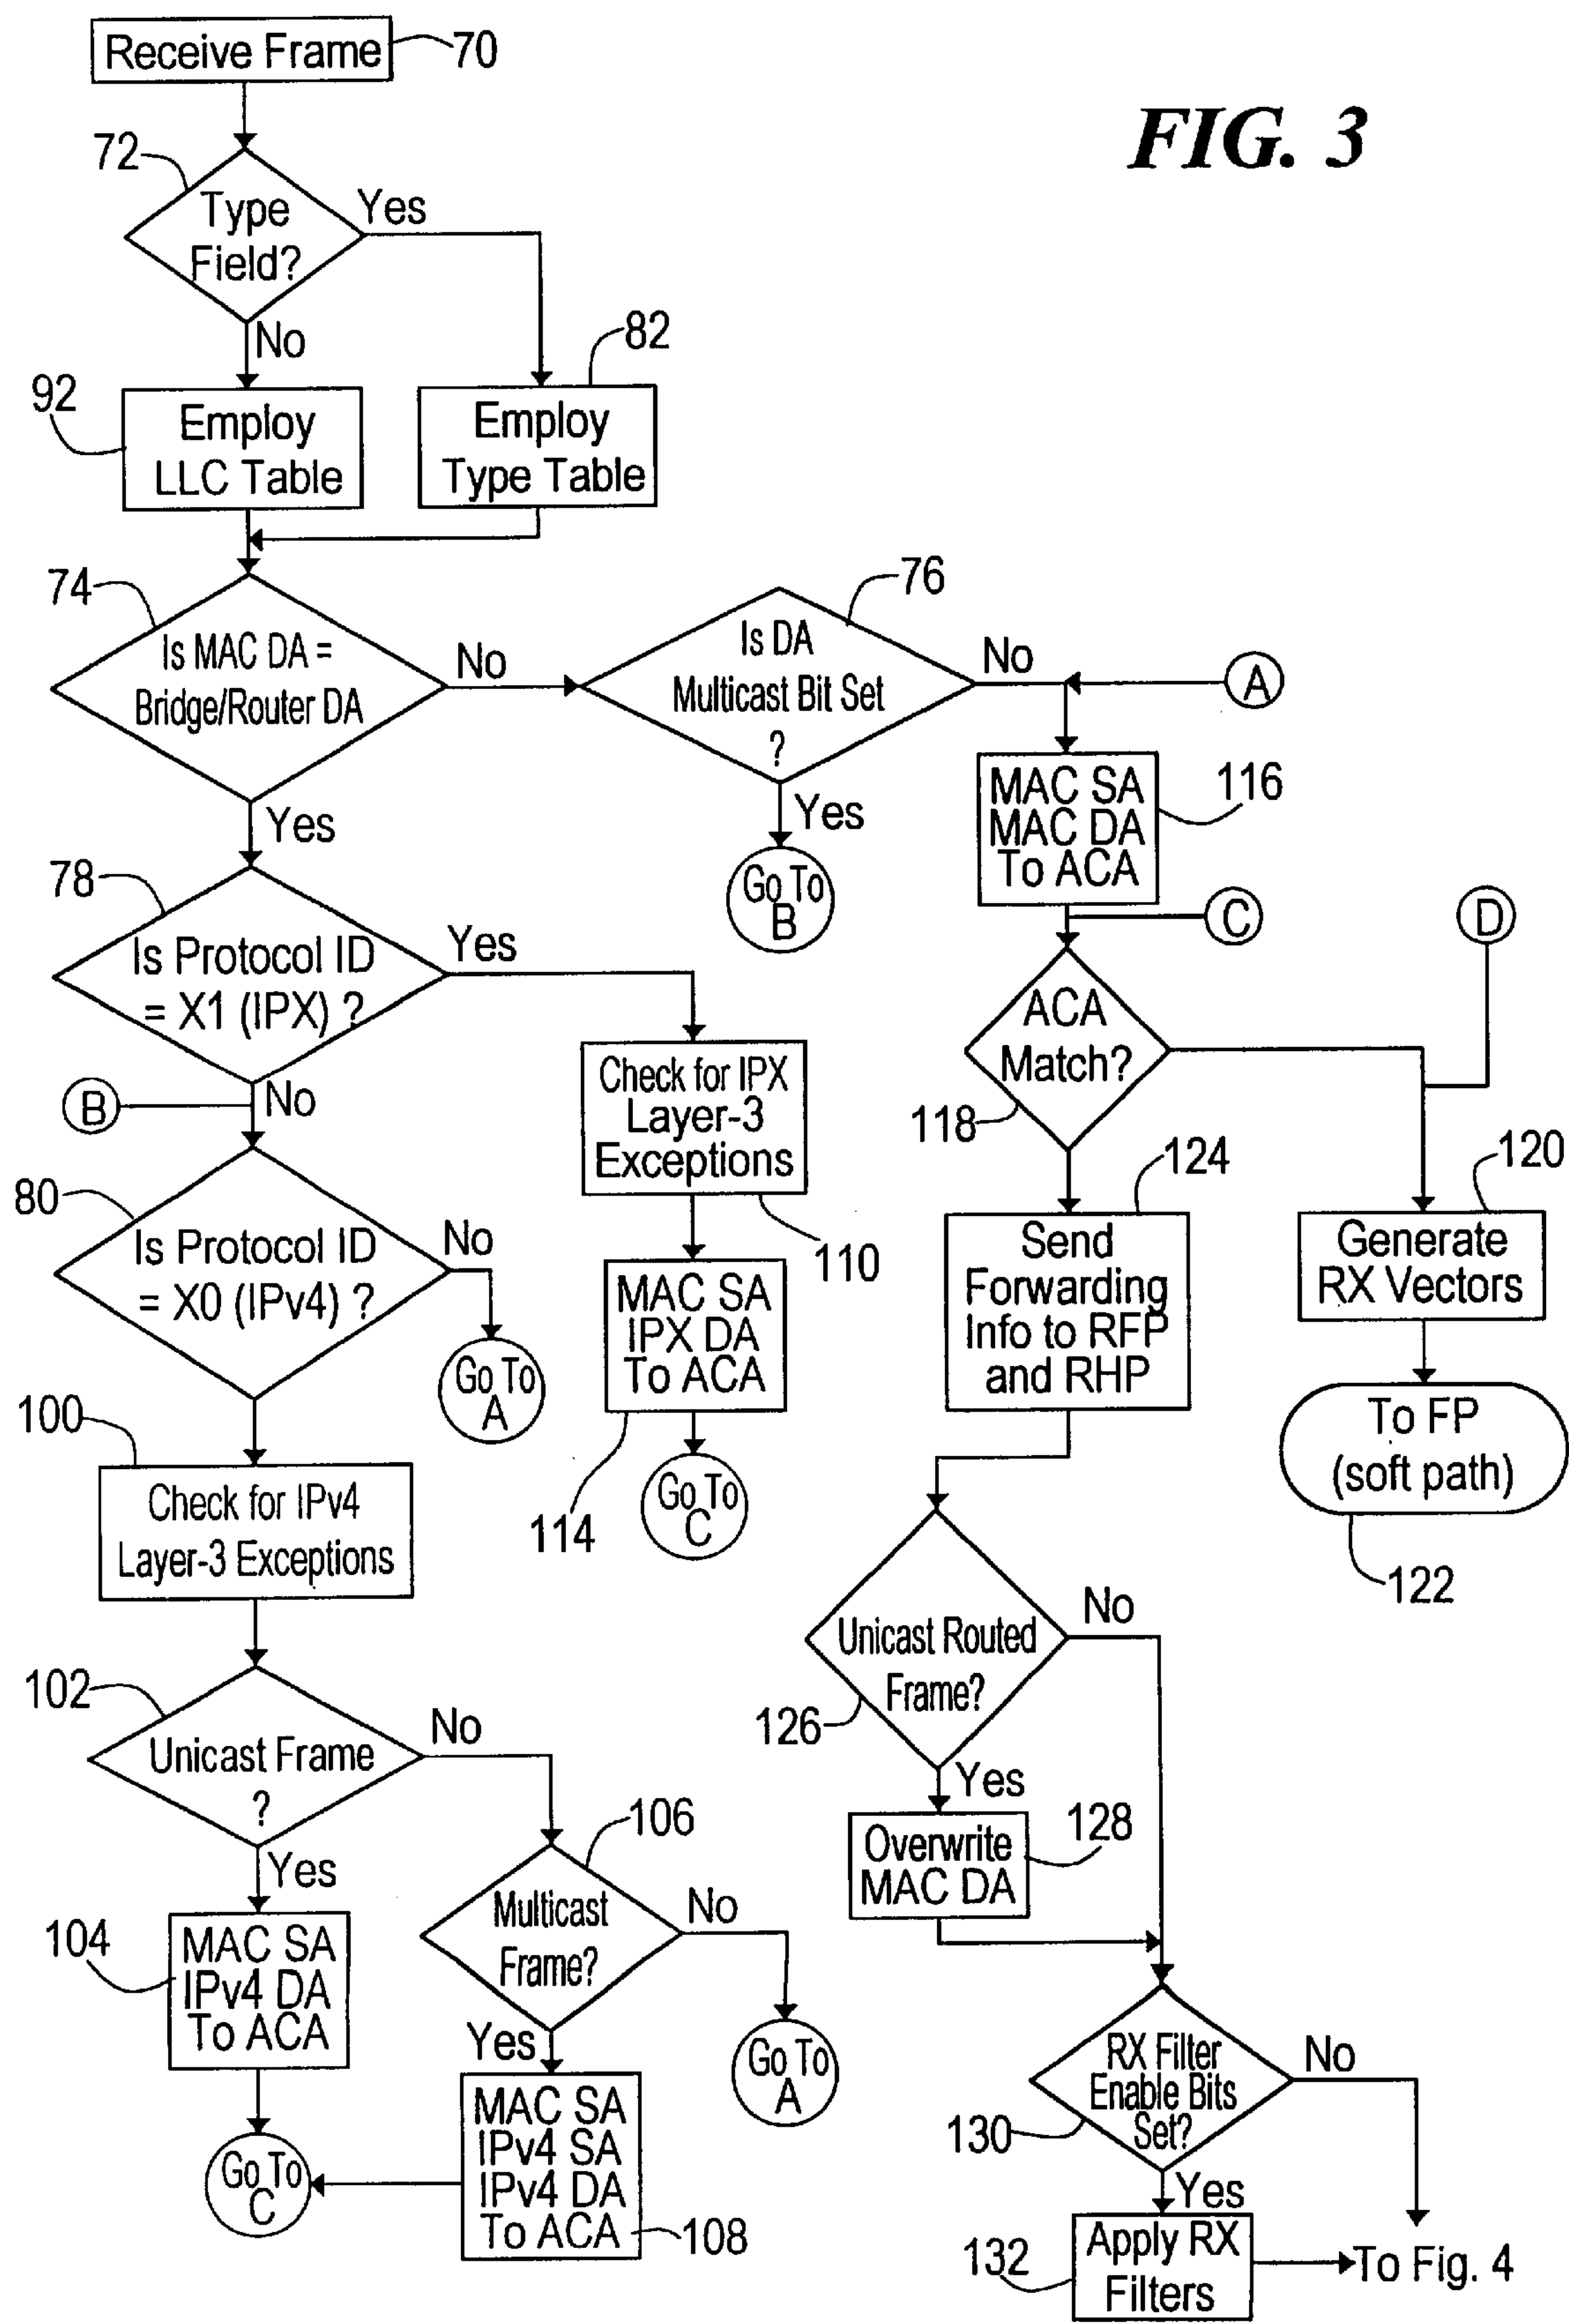 FIG. 3
Receive Frame
70
72
Type
Field?
Yes
No
82
92
Employ
LLC Table
Employ
Type Table
74
Is MAC DA =
Bridge/Router DA
No
Yes
76
Is DA
Multicast Bit Set
?
No
Yes
Go To
B
A
MAC SA
MAC DA
To ACA
116
C
D
78
Is Protocol ID
= X1 (IPX) ?
Yes
No
B
Check for IPX
Layer-3
Exceptions
110
ACA
Match?
118
80
Is Protocol ID
= X0 (IPv4) ?
No
Go To
A
MAC SA
IPX DA
To ACA
114
Go To
C
124
Send
Forwarding
Info to RFP
and RHP
120
Generate
RX Vectors
To FP
(soft path)
122
100
Check for IPv4
Layer-3 Exceptions
102
Unicast Frame
?
No
Yes
104
MAC SA
IPv4 DA
To ACA
Go To
C
106
Multicast
Frame?
No
Yes
Go To
A
MAC SA
IPv4 SA
IPv4 DA
To ACA
108
Unicast Routed
Frame?
126
No
Yes
Overwrite
MAC DA
128
RX Filter
Enable Bits
Set?
130
No
Yes
132
Apply RX
Filters
To Fig. 4